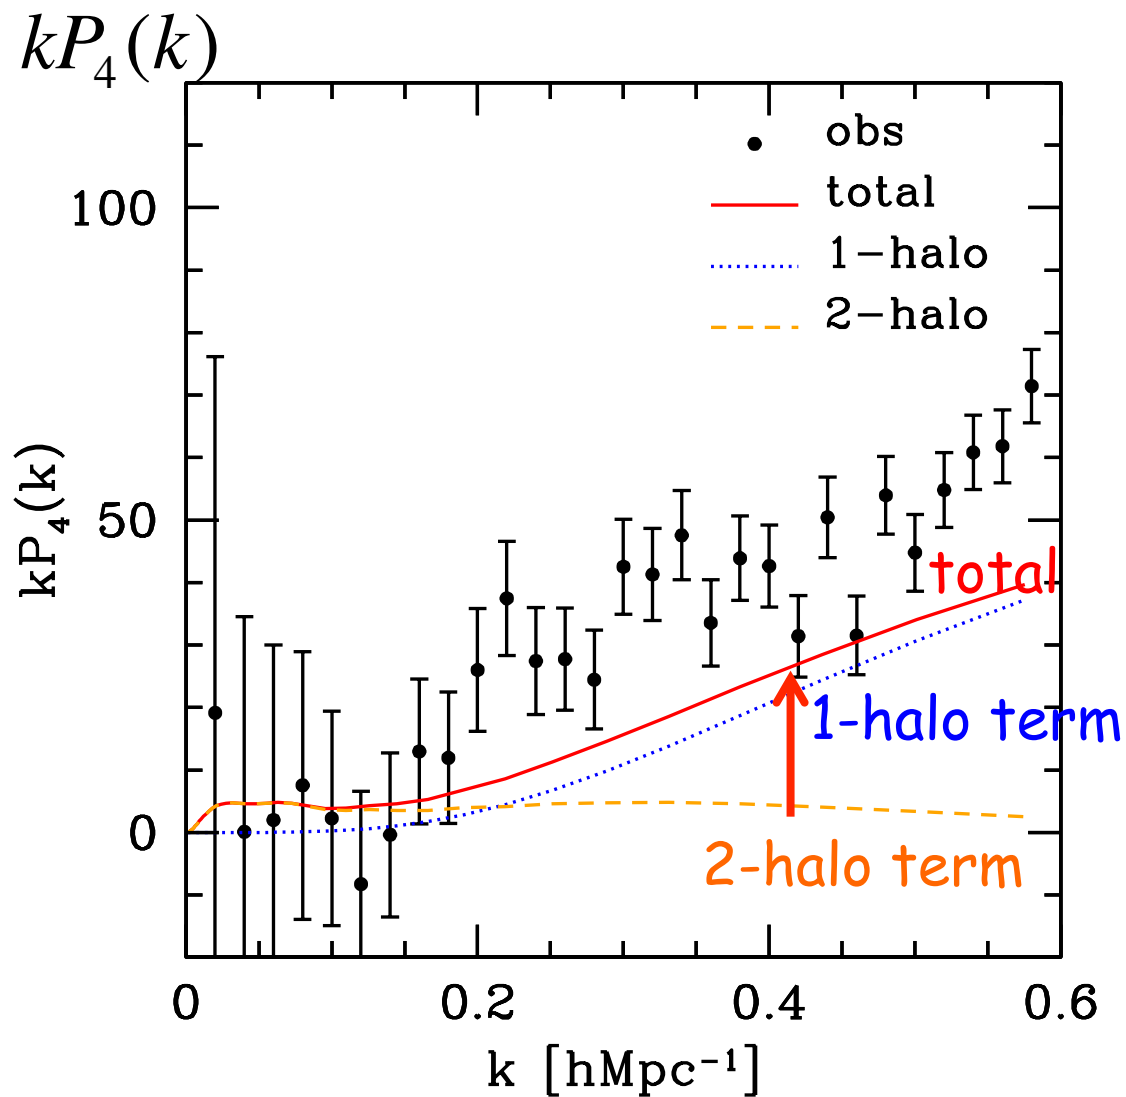 kP₄(k)
obs
total
1-halo
2-halo
100
50
0
kP₄(k)
total
1-halo term
2-halo term
0 0.2 0.4 0.6
k [hMpc⁻¹]